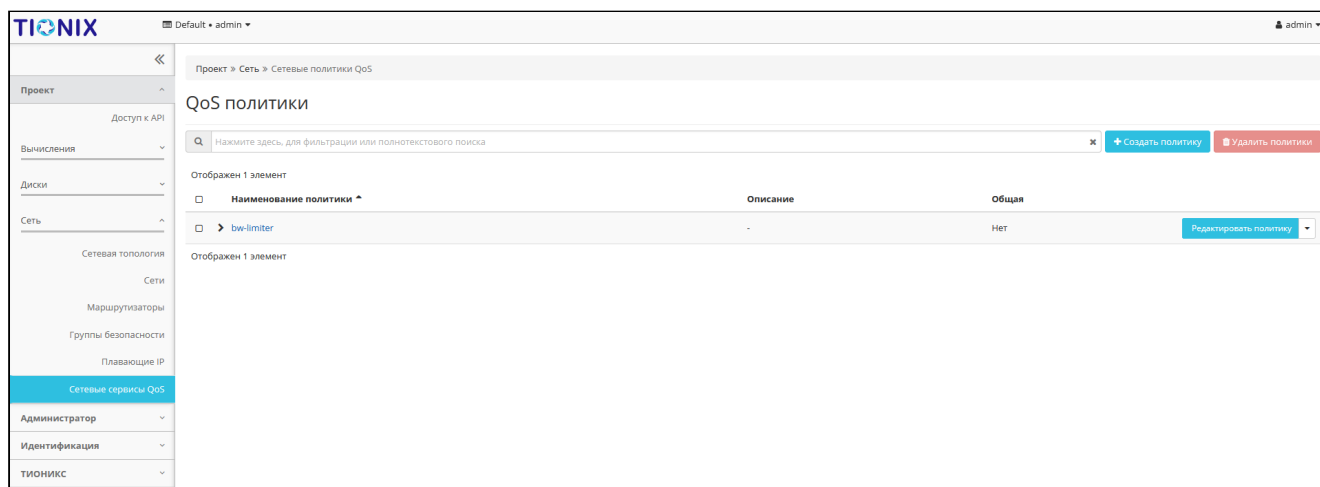 TIONIX
Default • admin
admin
Проект » Сеть » Сетевые политики QoS
Проект
Доступ к API
Вычисления
Диски
Сеть
Сетевая топология
Сети
Маршрутизаторы
Группы безопасности
Плавающие IP
Сетевые сервисы QoS
Администратор
Идентификация
ТИОНИКС
QoS политики
Нажмите здесь, для фильтрации или полнотекстового поиска
Создать политику
Удалить политики
Отображен 1 элемент
Наименование политики Описание Общая
bw-limiter - Нет Редактировать политику
Отображен 1 элемент